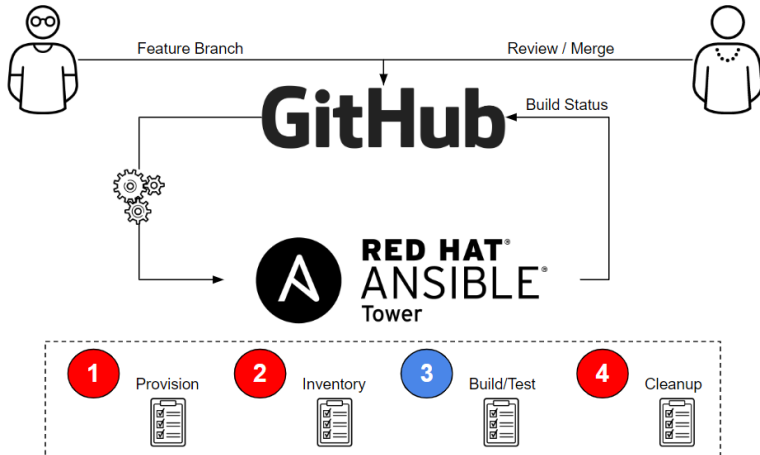 Feature Branch
Review / Merge
GitHub
Build Status
RED HAT®
ANSIBLE®
Tower
1
Provision
2
Inventory
3
Build/Test
4
Cleanup